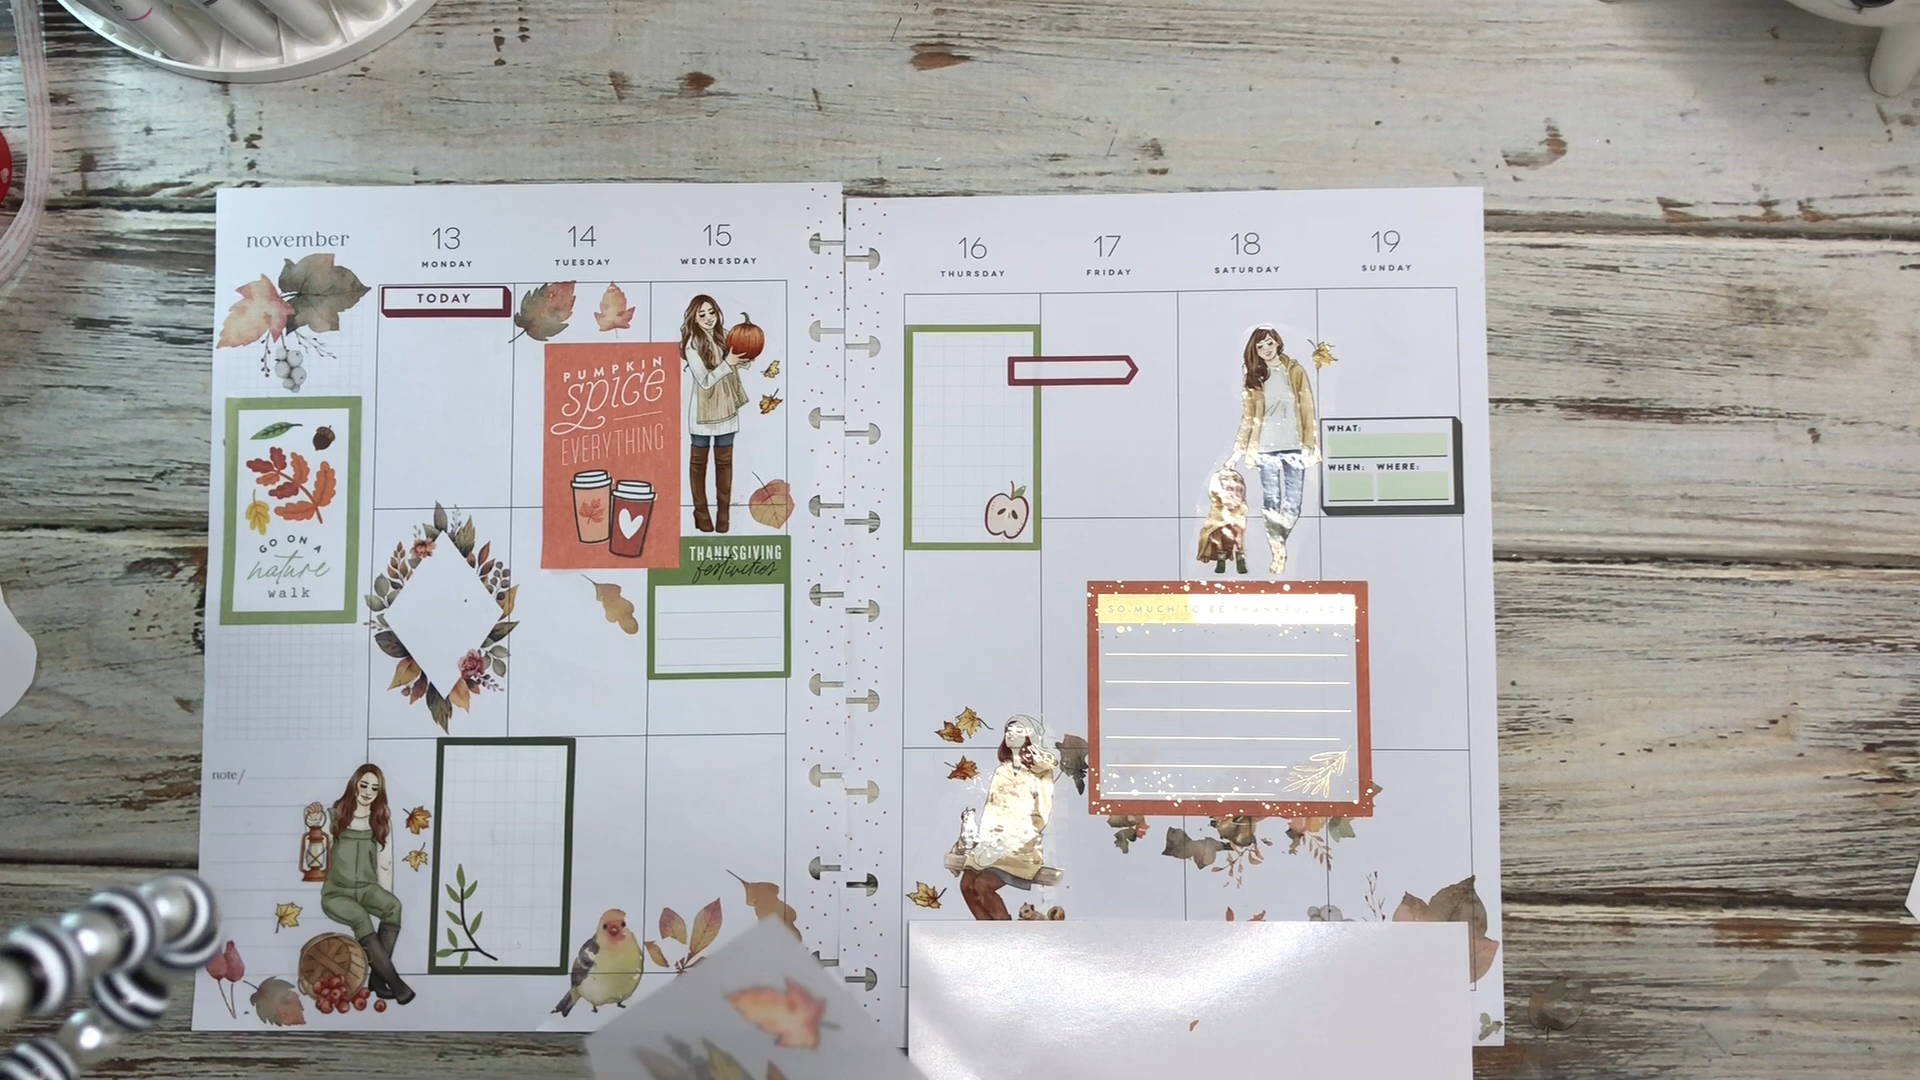 november
13
MONDAY
14
TUESDAY
15
WEDNESDAY
16
THURSDAY
17
FRIDAY
18
SATURDAY
19
SUNDAY
TODAY
PUMPKIN
spice
EVERYTHING
GO ON A
nature
walk
THANKSGIVING
festivities
WHAT:
WHEN: WHERE:
SO MUCH TO BE THANKFUL FOR
note/